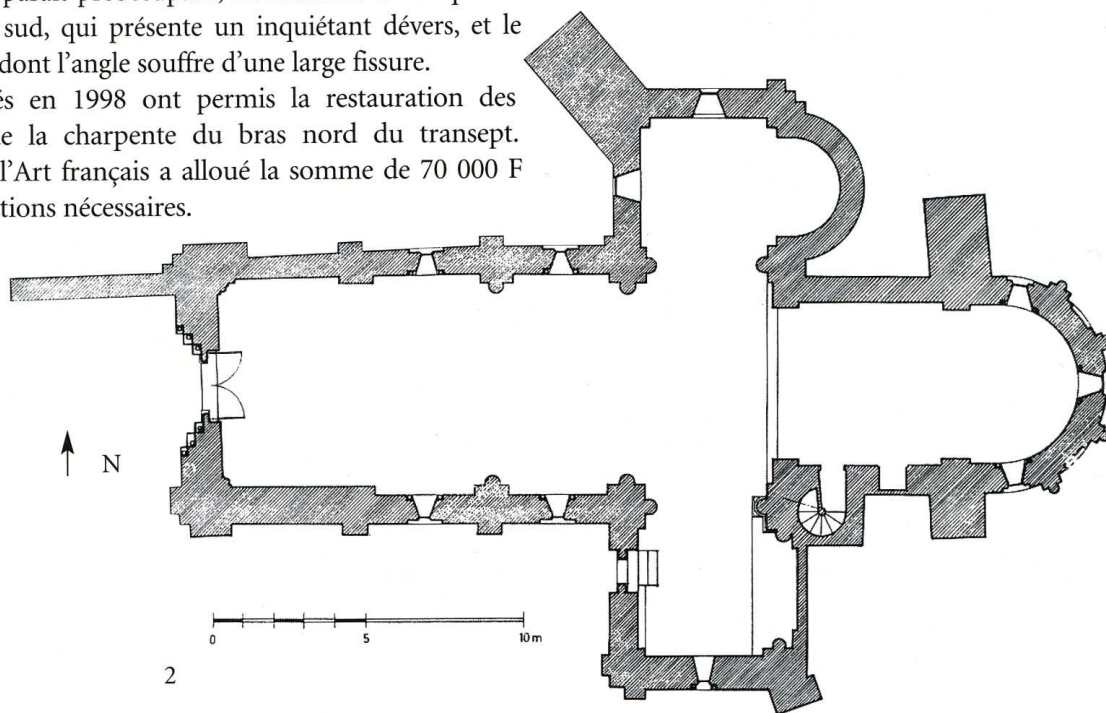 sud, qui présente un inquiétant dévers, et le
dont l'angle souffre d'une large fissure.
és en 1998 ont permis la restauration des
e la charpente du bras nord du transept.
l'Art français a alloué la somme de 70 000 F
tions nécessaires.
N
0 5 10 m
2